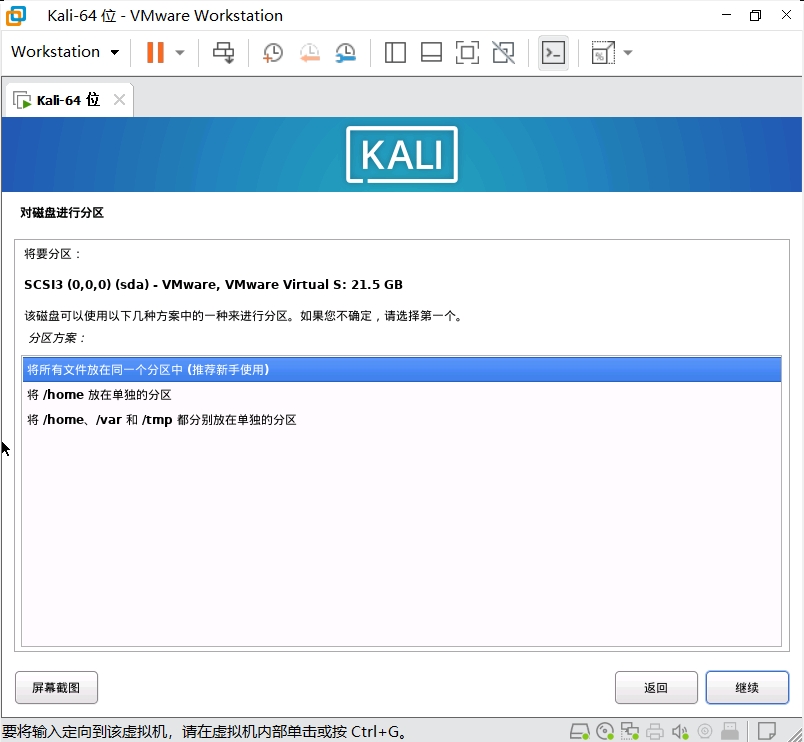 Kali-64 位 - VMware Workstation
Workstation
Kali-64 位
KALI
对磁盘进行分区
将要分区：
SCSI3 (0,0,0) (sda) - VMware, VMware Virtual S: 21.5 GB
该磁盘可以使用以下几种方案中的一种来进行分区。如果您不确定，请选择第一个。
分区方案：
将所有文件放在同一个分区中 (推荐新手使用)
将 /home 放在单独的分区
将 /home、/var 和 /tmp 都分别放在单独的分区
屏幕截图
返回
继续
要将输入定向到该虚拟机，请在虚拟机内部单击或按 Ctrl+G。